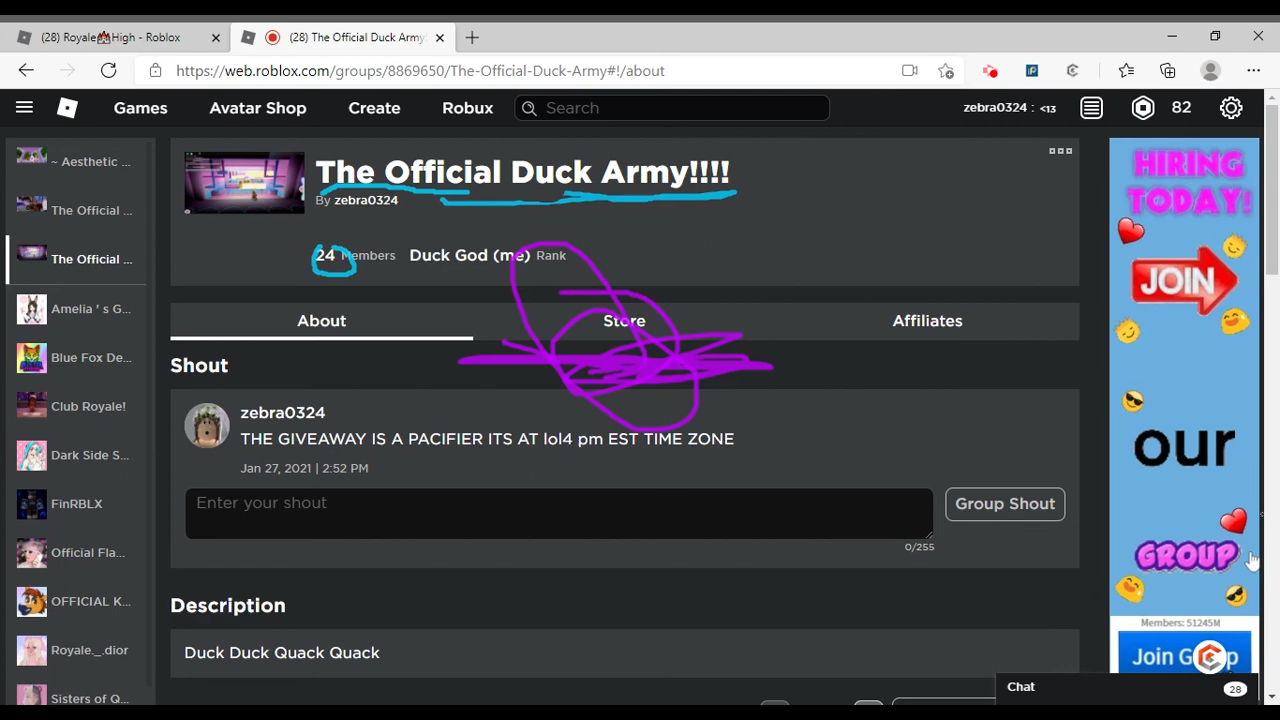 (28) Royale High - Roblox
(28) The Official Duck Army
https://web.roblox.com/groups/8869650/The-Official-Duck-Army#!/about
Games Avatar Shop Create Robux Search zebra0324 : <13 82
~ Aesthetic ...
The Official ...
The Official ...
Amelia ' s G...
Blue Fox De...
Club Royale!
Dark Side S...
FinRBLX
Official Fla...
OFFICIAL K...
Royale._.dior
Sisters of Q...
The Official Duck Army!!!!
By zebra0324
24 Members Duck God (me) Rank
About Store Affiliates
Shout
zebra0324
THE GIVEAWAY IS A PACIFIER ITS AT lol4 pm EST TIME ZONE
Jan 27, 2021 | 2:52 PM
Enter your shout
Group Shout
0/255
Description
Duck Duck Quack Quack
HIRING
TODAY!
JOIN
our
GROUP
Members: 51245M
Join
Chat 28